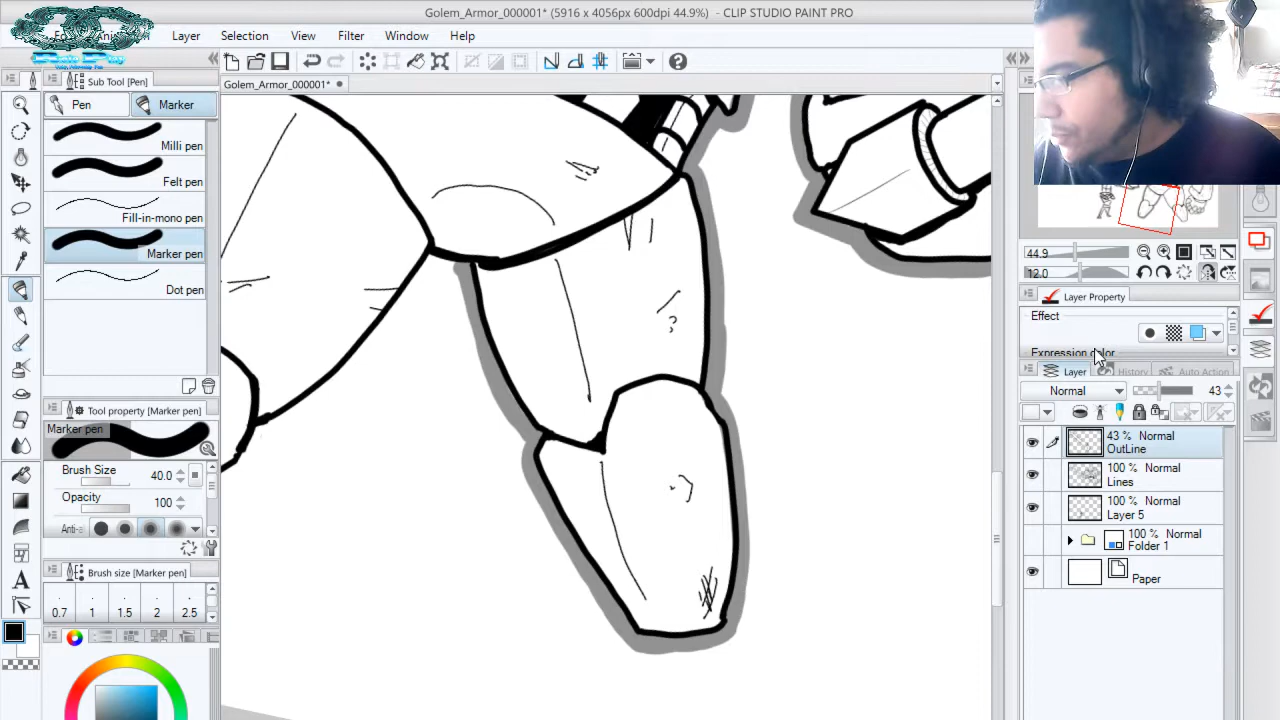 Golem_Armor_000001* (5916 x 4056px 600dpi 44.9%) - CLIP STUDIO PAINT PRO
Layer Selection View Filter Window Help
Sub Tool [Pen]
Golem_Armor_000001*
Pen Marker
Milli pen
Felt pen
Fill-in-mono pen
Marker pen
Dot pen
Tool property [Marker pen]
Marker pen
Brush Size 40.0
Opacity 100
Anti-a
Brush size [Marker pen]
0.7 1 1.5 2 2.5
44.9
12.0
Layer Property
Effect
Expression color
Layer History Auto Action
Normal 43
43 % Normal
OutLine
100 % Normal
Lines
100 % Normal
Layer 5
100 % Normal
Folder 1
Paper